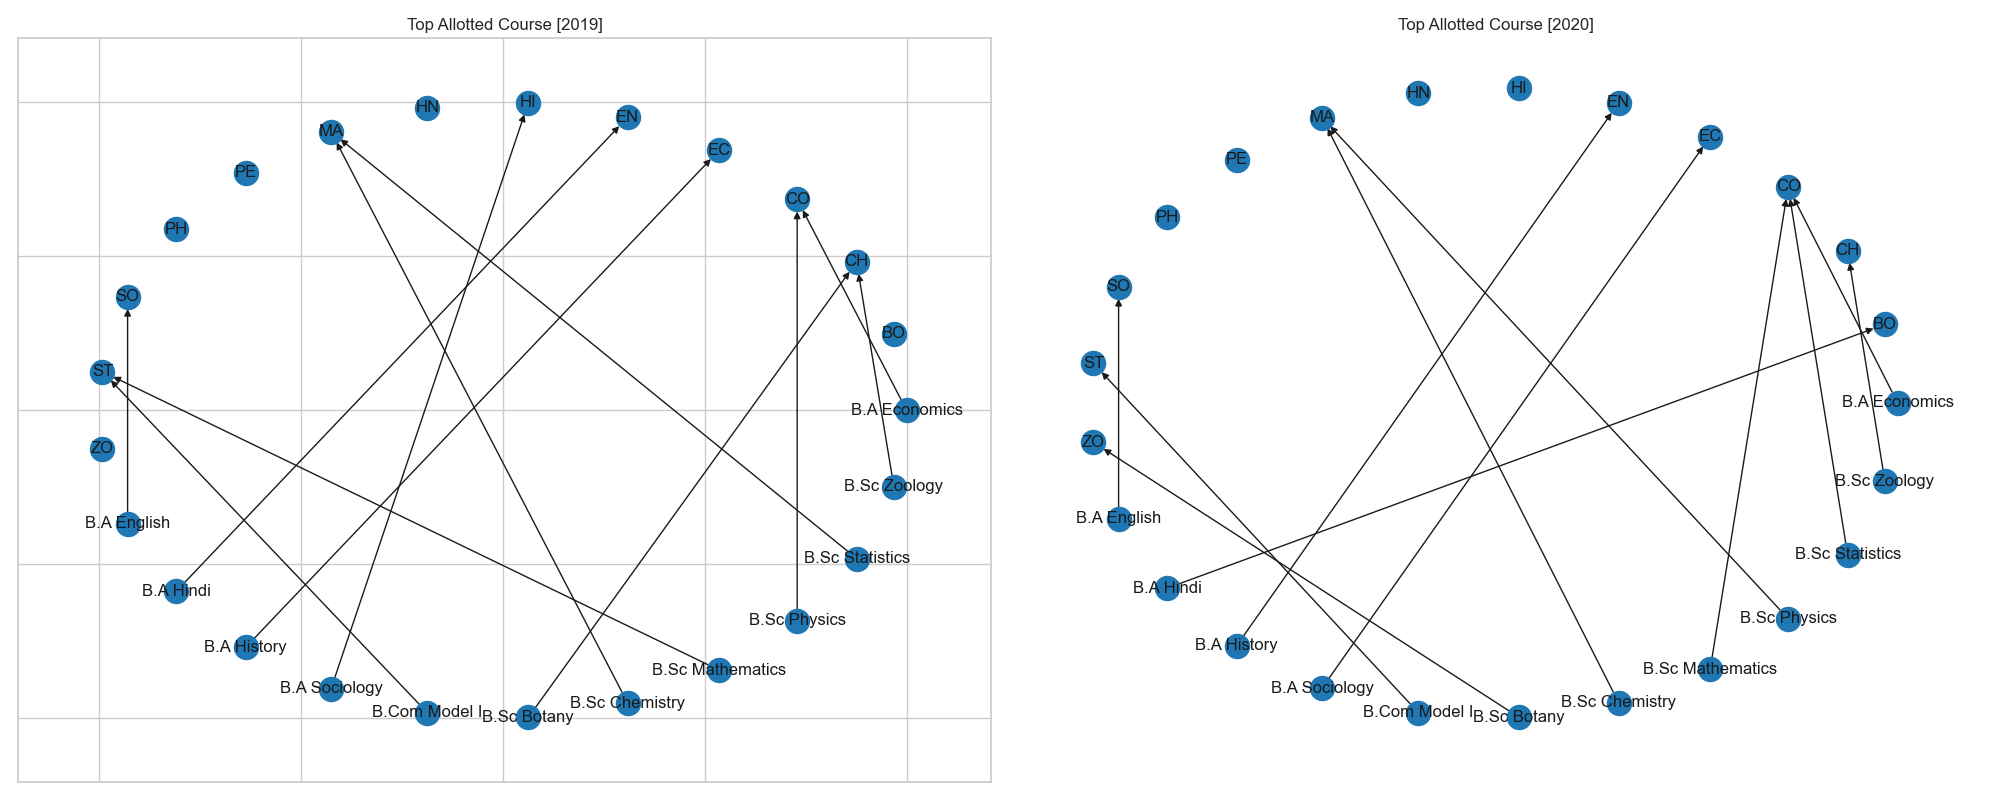 Top Allotted Course [2019]
HI
HN
EN
MA
EC
PE
CO
PH
CH
SO
BO
ST
B.A Economics
ZO
B.Sc Zoology
B.A English
B.Sc Statistics
B.A Hindi
B.Sc Physics
B.A History
B.Sc Mathematics
B.A Sociology
B.Sc Chemistry
B.Com Model I
B.Sc Botany
Top Allotted Course [2020]
HI
HN
EN
MA
EC
PE
CO
PH
CH
SO
BO
ST
B.A Economics
ZO
B.Sc Zoology
B.A English
B.Sc Statistics
B.A Hindi
B.Sc Physics
B.A History
B.Sc Mathematics
B.A Sociology
B.Sc Chemistry
B.Com Model I
B.Sc Botany